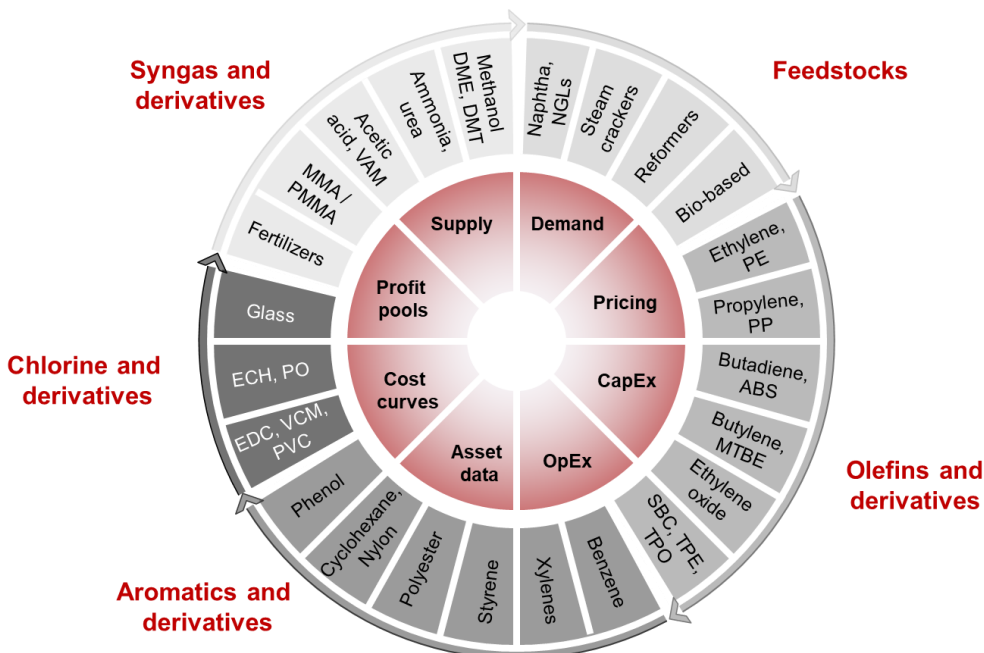 Syngas and
derivatives
Feedstocks
Olefins and
derivatives
Aromatics and
derivatives
Chlorine and
derivatives
Naphtha,
NGLs
Steam
crackers
Reformers
Bio-based
Ethylene,
PE
Propylene,
PP
Butadiene,
ABS
Butylene,
MTBE
Ethylene
oxide
SBC, TPE,
TPO
Benzene
Xylenes
Styrene
Polyester
Cyclohexane,
Nylon
Phenol
EDC, VCM,
PVC
ECH, PO
Glass
Fertilizers
MMA /
PMMA
Acetic
acid, VAM
Ammonia,
urea
Methanol
DME, DMT
Supply
Demand
Pricing
CapEx
OpEx
Asset
data
Cost
curves
Profit
pools